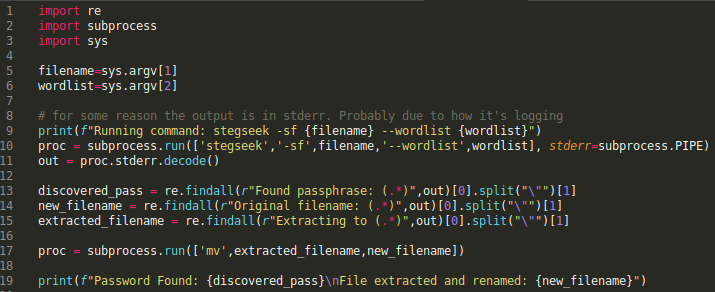 1 import re
2 import subprocess
3 import sys
4
5 filename=sys.argv[1]
6 wordlist=sys.argv[2]
7
8 # for some reason the output is in stderr. Probably due to how it's logging
9 print(f"Running command: stegseek -sf {filename} --wordlist {wordlist}")
10 proc = subprocess.run(['stegseek','-sf',filename,'--wordlist',wordlist], stderr=subprocess.PIPE)
11 out = proc.stderr.decode()
12
13 discovered_pass = re.findall(r"Found passphrase: (.*)",out)[0].split("\"")[1]
14 new_filename = re.findall(r"Original filename: (.*)",out)[0].split("\"")[1]
15 extracted_filename = re.findall(r"Extracting to (.*)",out)[0].split("\"")[1]
16
17 proc = subprocess.run(['mv',extracted_filename,new_filename])
18
19 print(f"Password Found: {discovered_pass}\nFile extracted and renamed: {new_filename}")